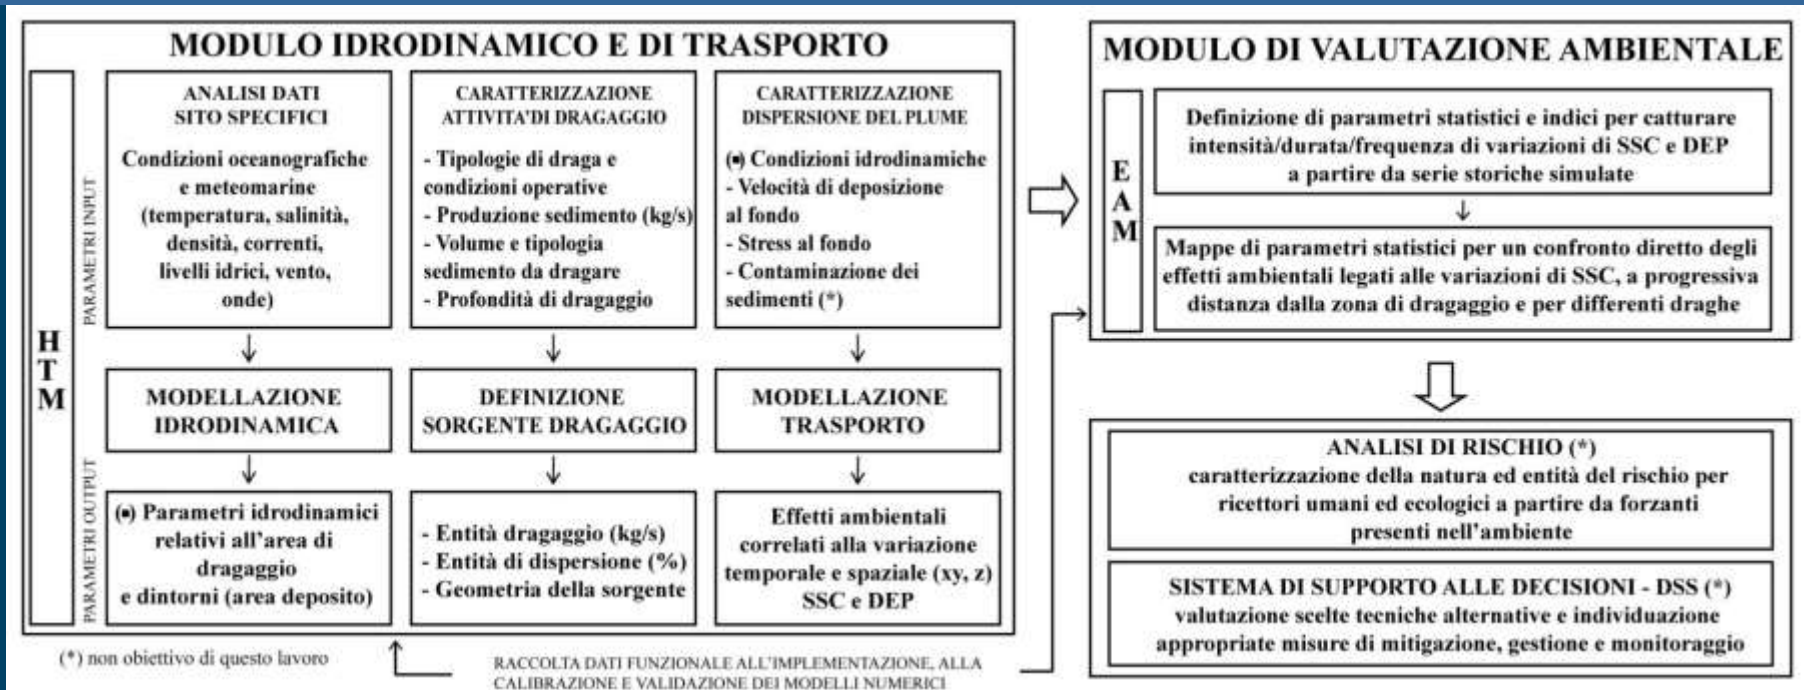 MODULO IDRODINAMICO E DI TRASPORTO
HTM
PARAMETRI INPUT
ANALISI DATI
SITO SPECIFICI
Condizioni oceanografiche
e meteomarine
(temperatura, salinità,
densità, correnti,
livelli idrici, vento,
onde)
CARATTERIZZAZIONE
ATTIVITA'DI DRAGAGGIO
- Tipologie di draga e
condizioni operative
- Produzione sedimento (kg/s)
- Volume e tipologia
sedimento da dragare
- Profondità di dragaggio
CARATTERIZZAZIONE
DISPERSIONE DEL PLUME
(▪) Condizioni idrodinamiche
- Velocità di deposizione
al fondo
- Stress al fondo
- Contaminazione dei
sedimenti (*)
MODELLAZIONE
IDRODINAMICA
DEFINIZIONE
SORGENTE DRAGAGGIO
MODELLAZIONE
TRASPORTO
PARAMETRI OUTPUT
(▪) Parametri idrodinamici
relativi all'area di
dragaggio
e dintorni (area deposito)
- Entità dragaggio (kg/s)
- Entità di dispersione (%)
- Geometria della sorgente
Effetti ambientali
correlati alla variazione
temporale e spaziale (xy, z)
SSC e DEP
(*) non obiettivo di questo lavoro
RACCOLTA DATI FUNZIONALE ALL'IMPLEMENTAZIONE, ALLA
CALIBRAZIONE E VALIDAZIONE DEI MODELLI NUMERICI
MODULO DI VALUTAZIONE AMBIENTALE
EAM
Definizione di parametri statistici e indici per catturare
intensità/durata/frequenza di variazioni di SSC e DEP
a partire da serie storiche simulate
Mappe di parametri statistici per un confronto diretto degli
effetti ambientali legati alle variazioni di SSC, a progressiva
distanza dalla zona di dragaggio e per differenti draghe
ANALISI DI RISCHIO (*)
caratterizzazione della natura ed entità del rischio per
ricettori umani ed ecologici a partire da forzanti
presenti nell'ambiente
SISTEMA DI SUPPORTO ALLE DECISIONI - DSS (*)
valutazione scelte tecniche alternative e individuazione
appropriate misure di mitigazione, gestione e monitoraggio